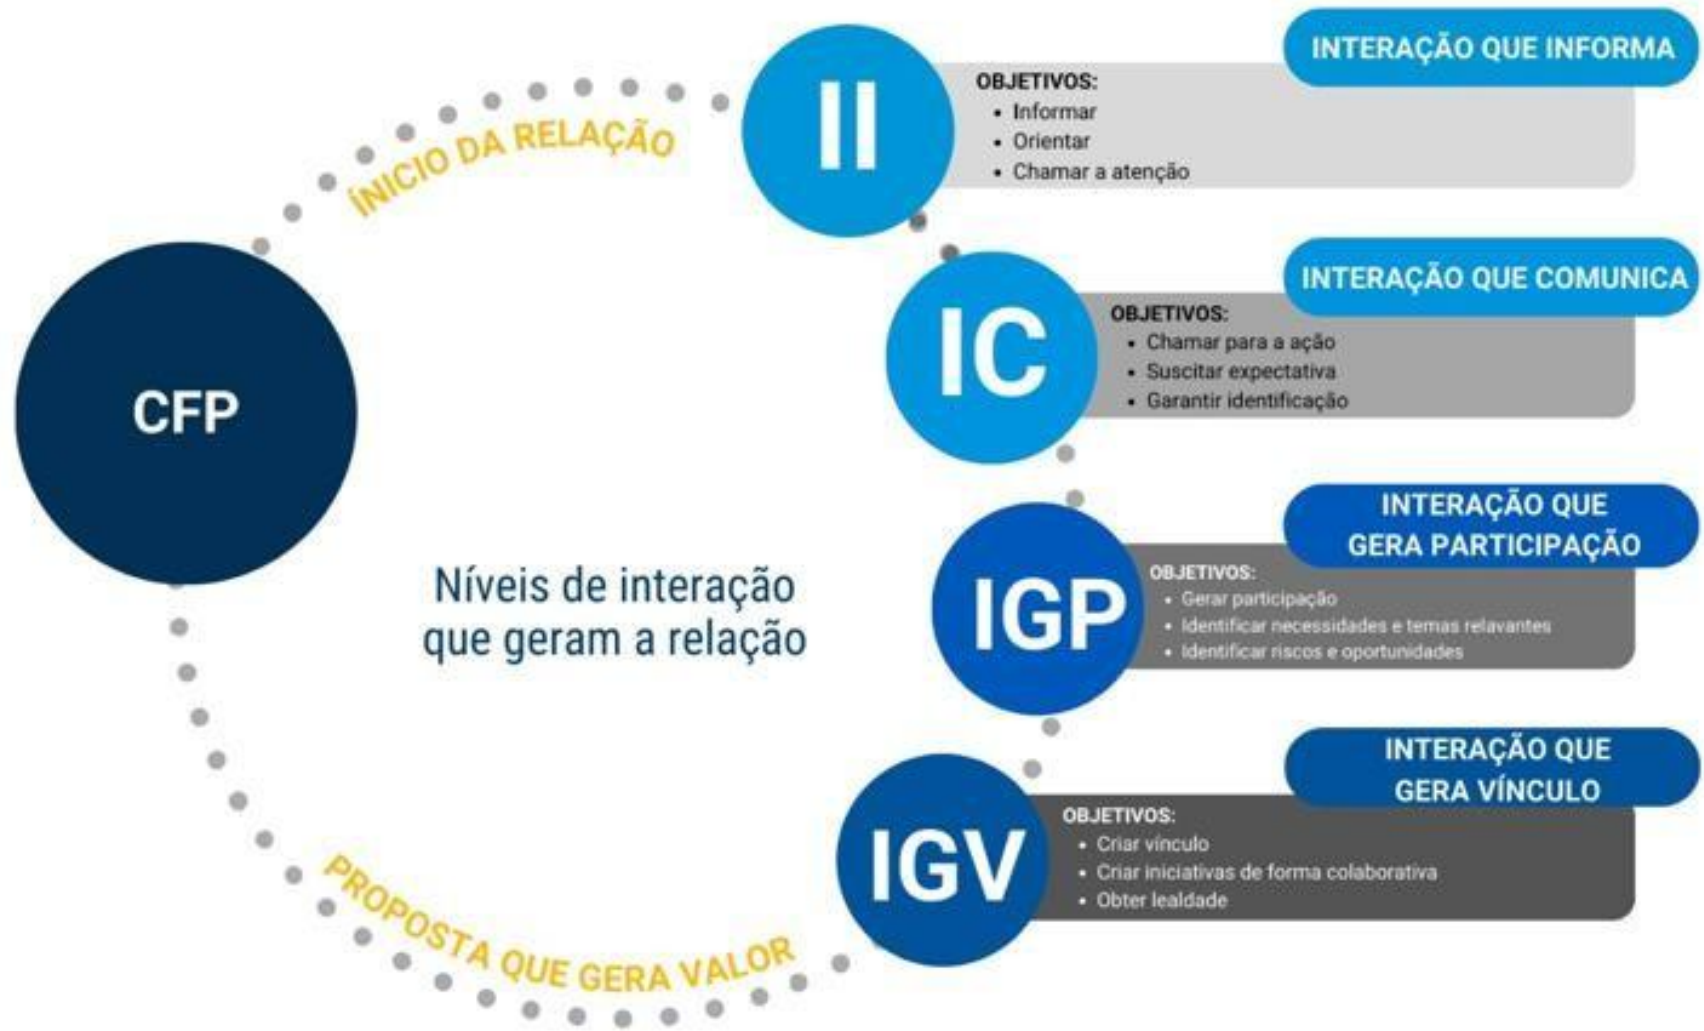 INTERAÇÃO QUE INFORMA
II
OBJETIVOS:
• Informar
• Orientar
• Chamar a atenção
ÍNICIO DA RELAÇÃO
INTERAÇÃO QUE COMUNICA
IC
OBJETIVOS:
• Chamar para a ação
• Suscitar expectativa
• Garantir identificação
CFP
INTERAÇÃO QUE
GERA PARTICIPAÇÃO
IGP
OBJETIVOS:
• Gerar participação
• Identificar necessidades e temas relavantes
• Identificar riscos e oportunidades
Níveis de interação
que geram a relação
INTERAÇÃO QUE
GERA VÍNCULO
IGV
OBJETIVOS:
• Criar vínculo
• Criar iniciativas de forma colaborativa
• Obter lealdade
PROPOSTA QUE GERA VALOR